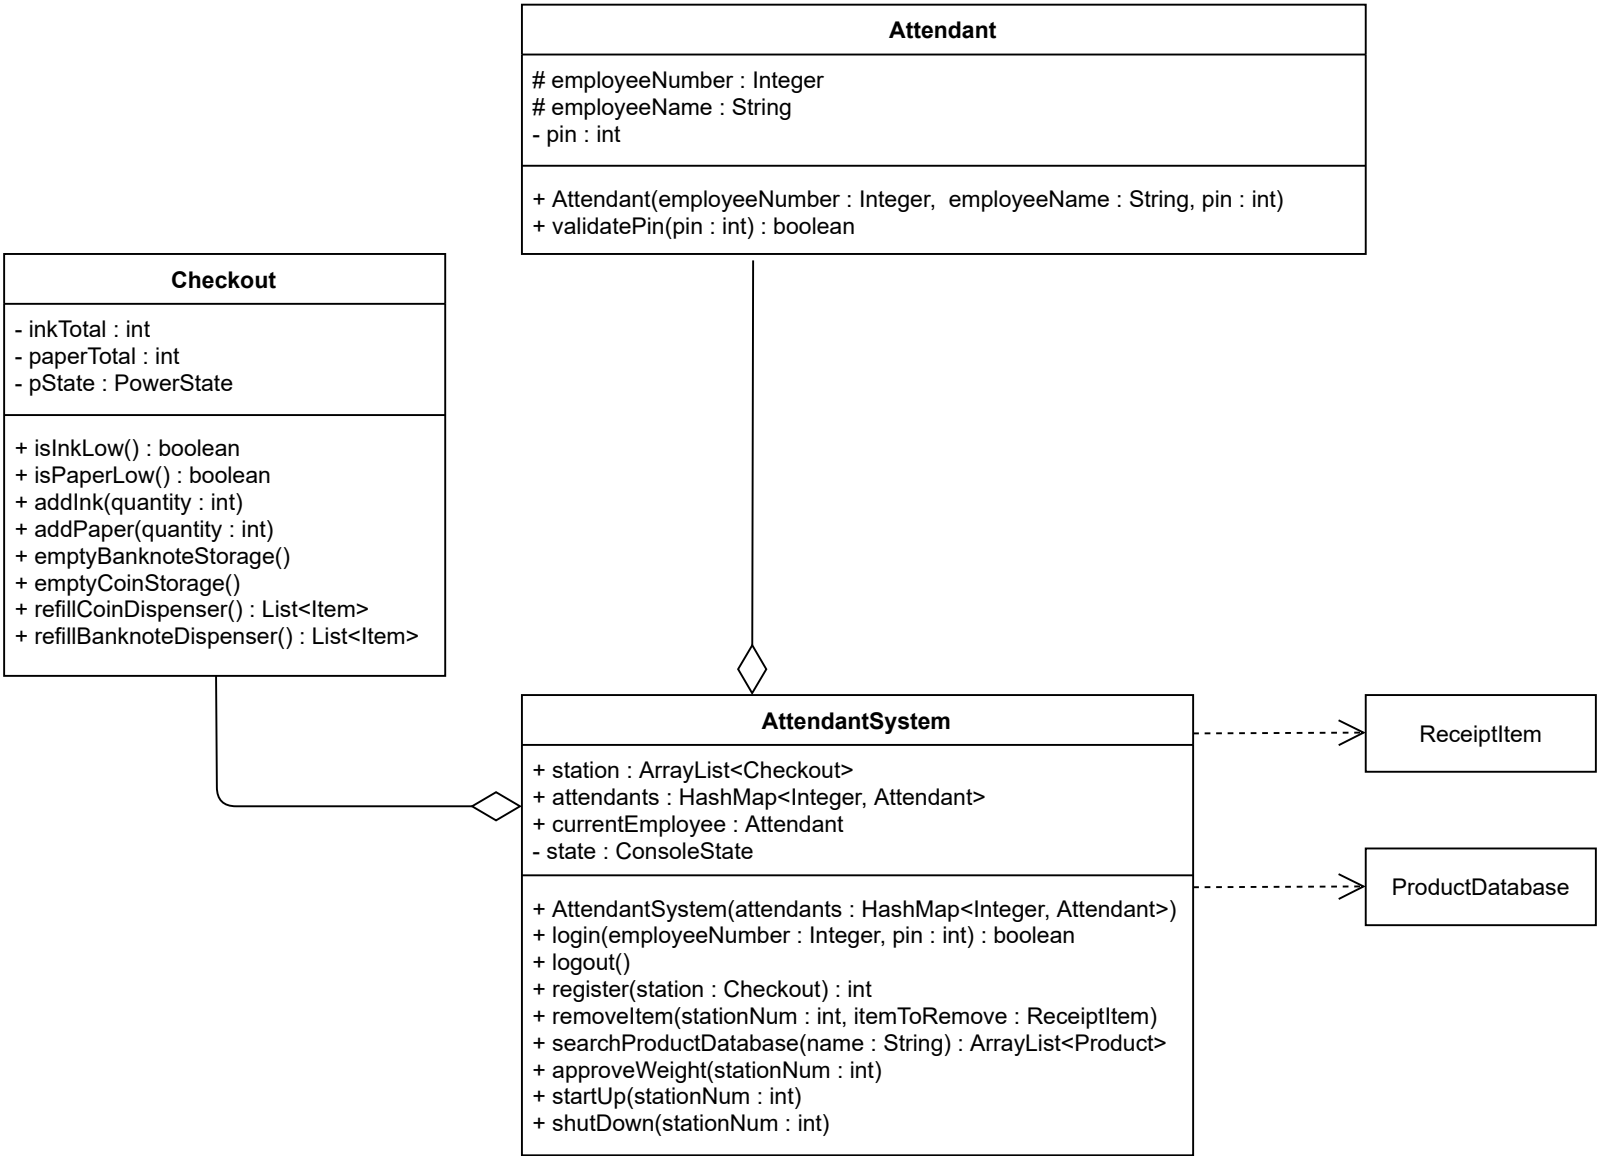 Attendant
# employeeNumber : Integer
# employeeName : String
- pin : int
+ Attendant(employeeNumber : Integer,  employeeName : String, pin : int)
+ validatePin(pin : int) : boolean
Checkout
- inkTotal : int
- paperTotal : int
- pState : PowerState
+ isInkLow() : boolean
+ isPaperLow() : boolean
+ addInk(quantity : int)
+ addPaper(quantity : int)
+ emptyBanknoteStorage()
+ emptyCoinStorage()
+ refillCoinDispenser() : List<Item>
+ refillBanknoteDispenser() : List<Item>
AttendantSystem
+ station : ArrayList<Checkout>
+ attendants : HashMap<Integer, Attendant>
+ currentEmployee : Attendant
- state : ConsoleState
+ AttendantSystem(attendants : HashMap<Integer, Attendant>)
+ login(employeeNumber : Integer, pin : int) : boolean
+ logout()
+ register(station : Checkout) : int
+ removeItem(stationNum : int, itemToRemove : ReceiptItem)
+ searchProductDatabase(name : String) : ArrayList<Product>
+ approveWeight(stationNum : int)
+ startUp(stationNum : int)
+ shutDown(stationNum : int)
ReceiptItem
ProductDatabase